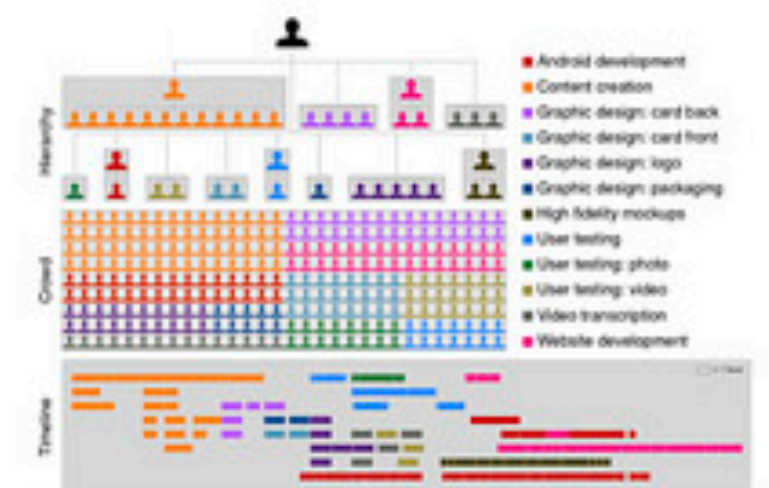 Hierarchy
Android development
Content creation
Graphic design: card back
Graphic design: card front
Graphic design: logo
Graphic design: packaging
High fidelity mockups
User testing
User testing: photo
User testing: video
Video transcription
Website development
Crowd
Timeline